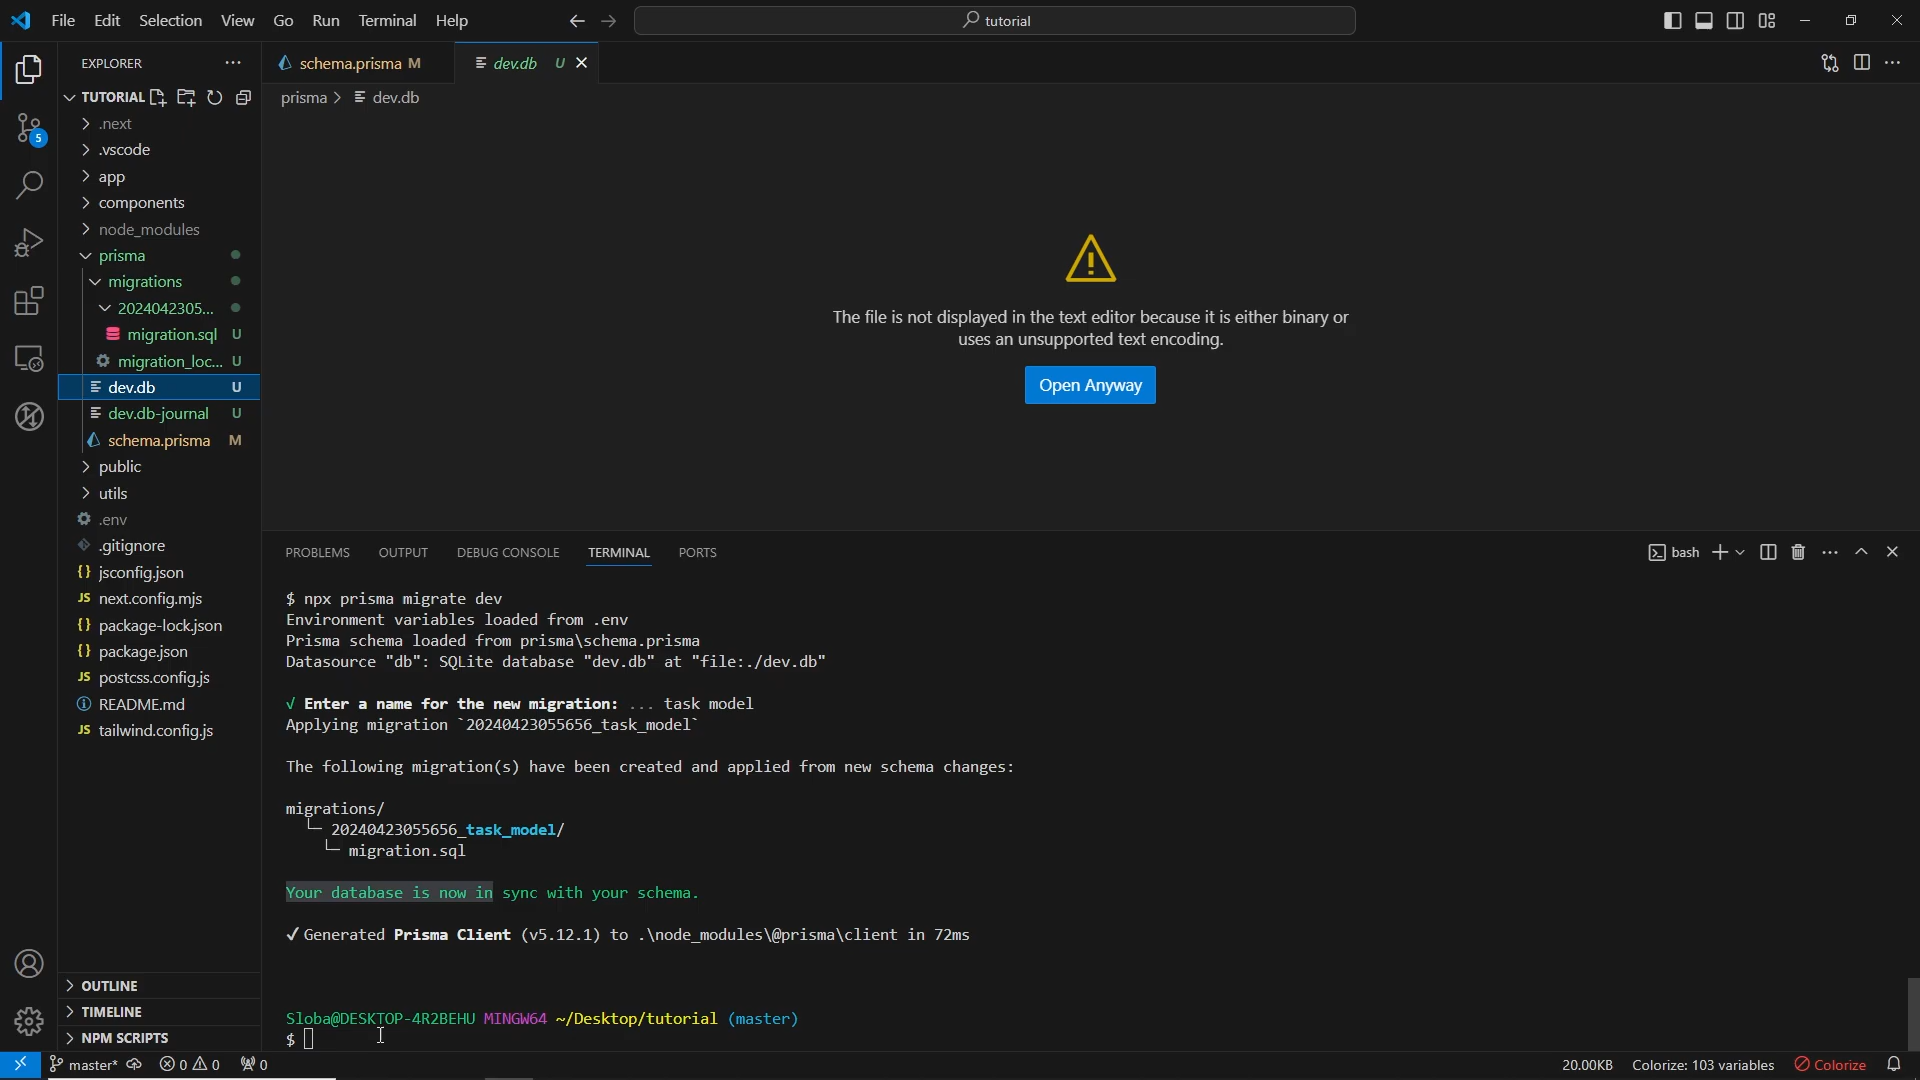 File Edit Selection View Go Run Terminal Help
tutorial
EXPLORER
TUTORIAL
.next
.vscode
app
components
node_modules
prisma
migrations
2024042305...
migration.sql U
migration_loc... U
dev.db U
dev.db-journal U
schema.prisma M
public
utils
.env
.gitignore
{} jsconfig.json
JS next.config.mjs
{} package-lock.json
{} package.json
JS postcss.config.js
README.md
JS tailwind.config.js
OUTLINE
TIMELINE
NPM SCRIPTS
5
schema.prisma M
dev.db U
prisma > dev.db
The file is not displayed in the text editor because it is either binary or
uses an unsupported text encoding.
Open Anyway
PROBLEMS OUTPUT DEBUG CONSOLE TERMINAL PORTS
bash
$ npx prisma migrate dev
Environment variables loaded from .env
Prisma schema loaded from prisma\schema.prisma
Datasource "db": SQLite database "dev.db" at "file:./dev.db"
√ Enter a name for the new migration: ... task model
Applying migration `20240423055656_task_model`
The following migration(s) have been created and applied from new schema changes:
migrations/
└─ 20240423055656_task_model/
└─ migration.sql
Your database is now in sync with your schema.
✔ Generated Prisma Client (v5.12.1) to .\node_modules\@prisma\client in 72ms
Sloba@DESKTOP-4R2BEHU MINGW64 ~/Desktop/tutorial (master)
$
master* 0 0 0
20.00KB Colorize: 103 variables Colorize